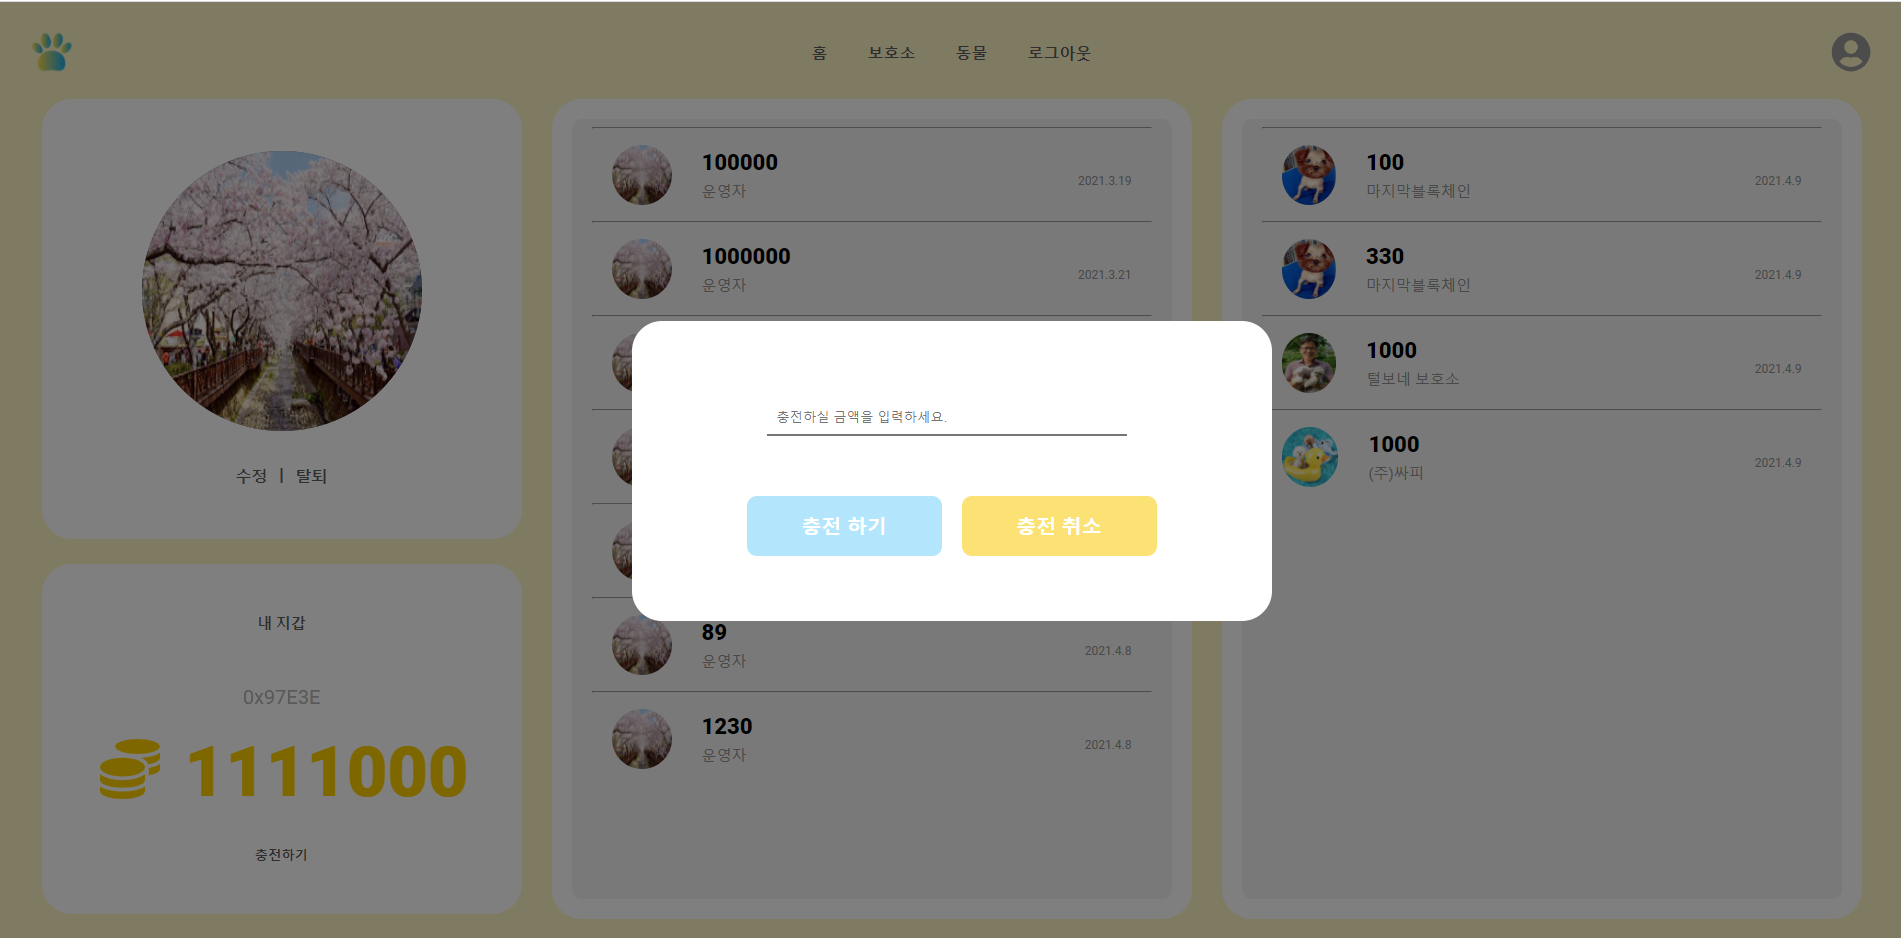 홈 보호소 동물 로그아웃
수정 | 탈퇴
내 지갑
0x97E3E
1111000
충전하기
100000
운영자
2021.3.19
1000000
운영자
2021.3.21
89
운영자
2021.4.8
1230
운영자
2021.4.8
충전하실 금액을 입력하세요.
충전 하기
충전 취소
100
마지막블록체인
2021.4.9
330
마지막블록체인
2021.4.9
1000
털보네 보호소
2021.4.9
1000
(주)싸피
2021.4.9